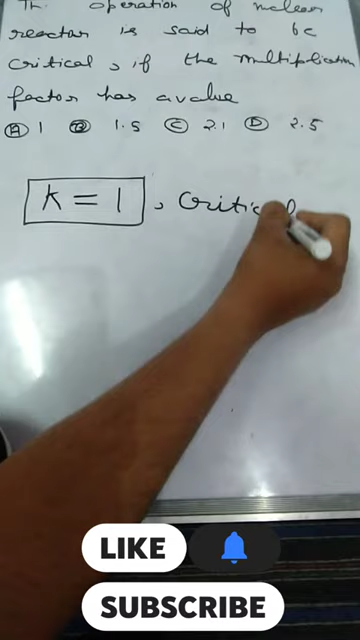 The operation of nuclear
reactor is said to be
critical, if the multiplication
factor has a value
Ⓐ 1 Ⓑ 1.5 Ⓒ 2.1 Ⓓ 2.5
K = 1 , Critical
LIKE
SUBSCRIBE